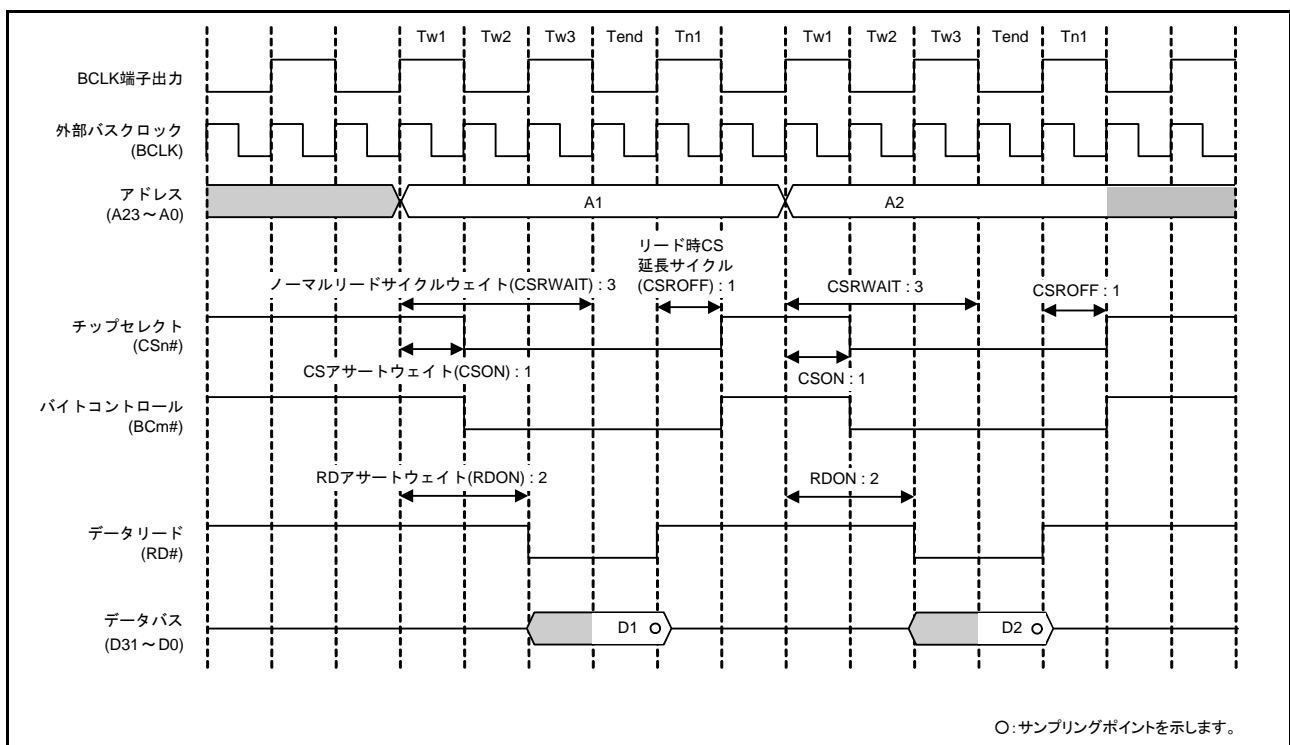 Tw1 Tw2 Tw3 Tend Tn1 Tw1 Tw2 Tw3 Tend Tn1
BCLK端子出力
外部バスクロック
(BCLK)
アドレス
(A23～A0)
A1 A2
リード時CS
延長サイクル
(CSROFF) : 1
ノーマルリードサイクルウェイト(CSRWAIT) : 3
CSRWAIT : 3
CSROFF : 1
チップセレクト
(CSn#)
CSアサートウェイト(CSON) : 1
CSON : 1
バイトコントロール
(BCm#)
RDアサートウェイト(RDON) : 2
RDON : 2
データリード
(RD#)
データバス
(D31～D0)
D1 D2
○:サンプリングポイントを示します。